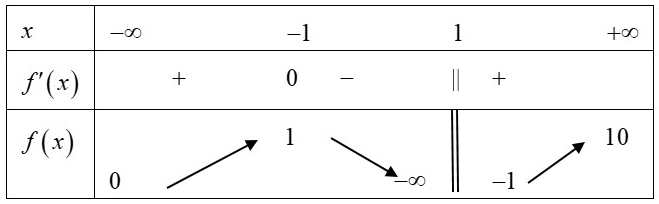 x −∞ −1 1 +∞
f′(x) + 0 − || +
f(x) 1 10
0 −∞ −1